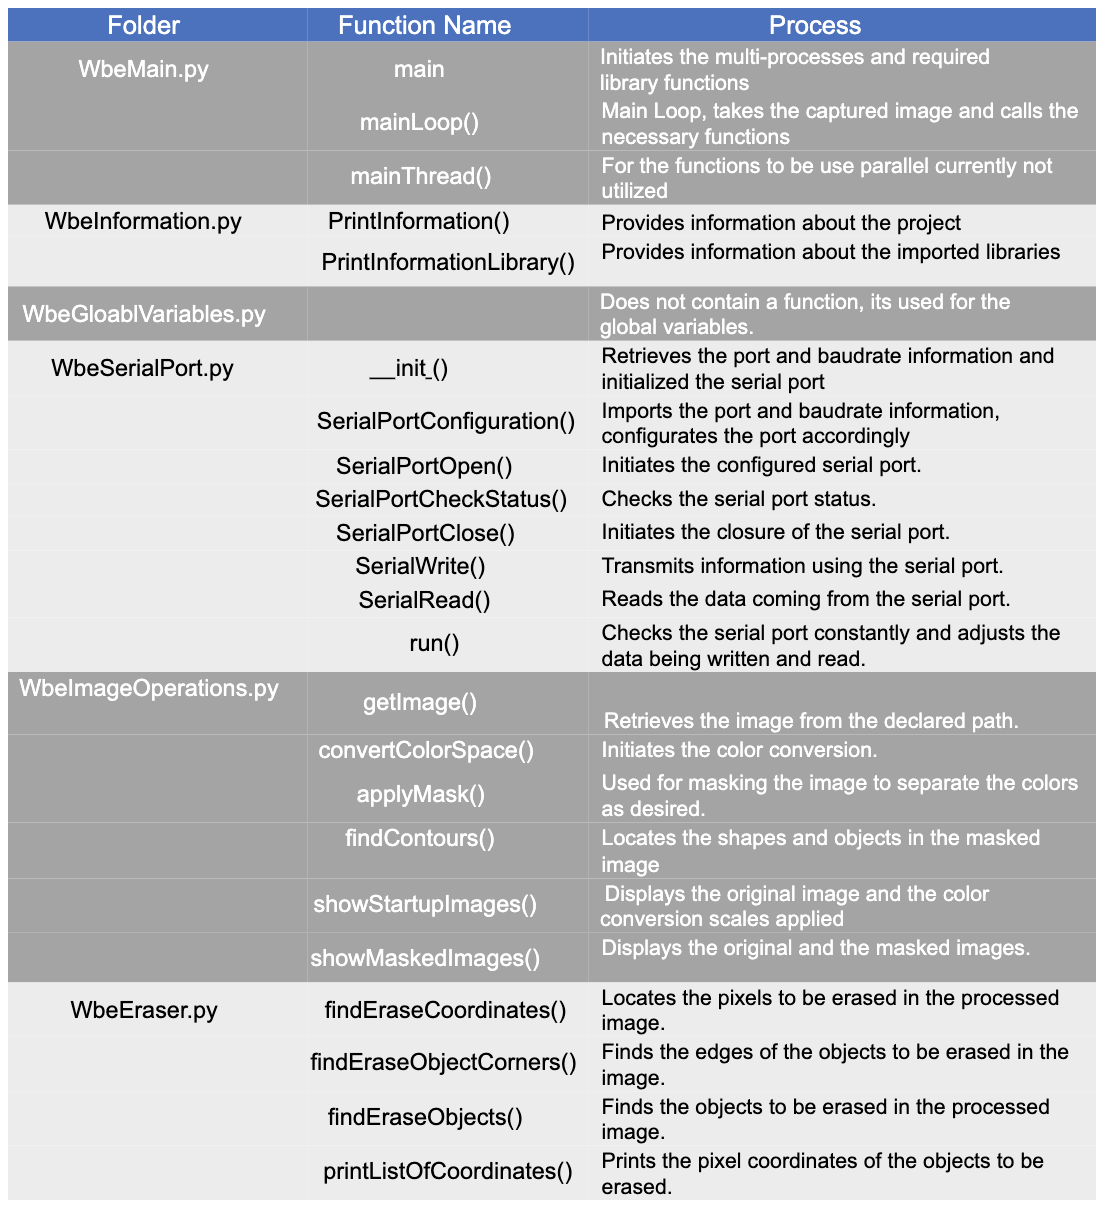 Folder Function Name Process
WbeMain.py main Initiates the multi-processes and required
library functions
mainLoop() Main Loop, takes the captured image and calls the
necessary functions
mainThread() For the functions to be use parallel currently not
utilized
WbeInformation.py PrintInformation() Provides information about the project
PrintInformationLibrary() Provides information about the imported libraries
WbeGloablVariables.py Does not contain a function, its used for the
global variables.
WbeSerialPort.py __init_() Retrieves the port and baudrate information and
initialized the serial port
SerialPortConfiguration() Imports the port and baudrate information,
configurates the port accordingly
SerialPortOpen() Initiates the configured serial port.
SerialPortCheckStatus() Checks the serial port status.
SerialPortClose() Initiates the closure of the serial port.
SerialWrite() Transmits information using the serial port.
SerialRead() Reads the data coming from the serial port.
run() Checks the serial port constantly and adjusts the
data being written and read.
WbeImageOperations.py getImage() Retrieves the image from the declared path.
convertColorSpace() Initiates the color conversion.
applyMask() Used for masking the image to separate the colors
as desired.
findContours() Locates the shapes and objects in the masked
image
showStartupImages() Displays the original image and the color
conversion scales applied
showMaskedImages() Displays the original and the masked images.
WbeEraser.py findEraseCoordinates() Locates the pixels to be erased in the processed
image.
findEraseObjectCorners() Finds the edges of the objects to be erased in the
image.
findEraseObjects() Finds the objects to be erased in the processed
image.
printListOfCoordinates() Prints the pixel coordinates of the objects to be
erased.